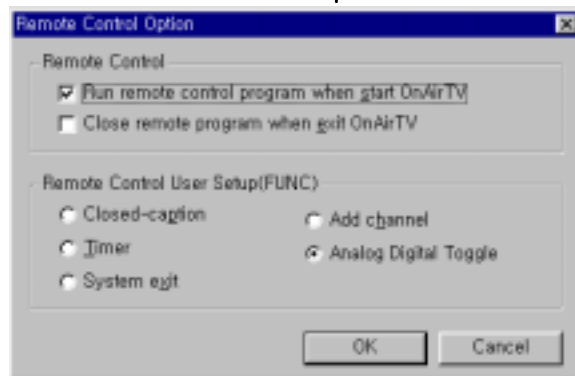 Remote Control Option
Remote Control
Run remote control program when start OnAirTV
Close remote program when exit OnAirTV
Remote Control User Setup(FUNC)
Closed-caption
Add channel
Timer
Analog Digital Toggle
System exit
OK
Cancel